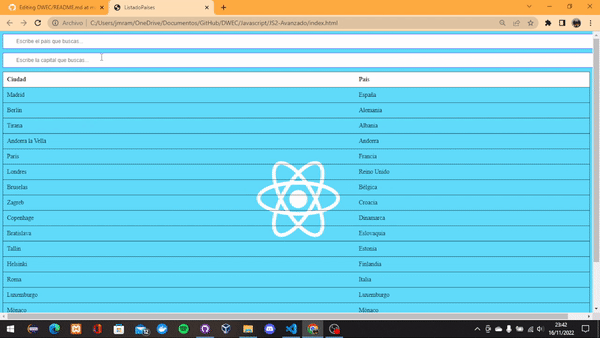 Editing DWEC/README.md at ma
ListadoPaíses
Archivo | C:/Users/jmram/OneDrive/Documentos/GitHub/DWEC/Javascript/JS2-Avanzado/index.html
Escribe el país que buscas...
Escribe la capital que buscas...
Ciudad País
Madrid España
Berlín Alemania
Tirana Albania
Andorra la Vella Andorra
París Francia
Londres Reino Unido
Bruselas Bélgica
Zagreb Croacia
Copenhage Dinamarca
Bratislava Eslovaquia
Tallin Estonia
Helsinki Finlandia
Roma Italia
Luxemburgo Luxemburgo
Mónaco Mónaco
23:42
16/11/2022